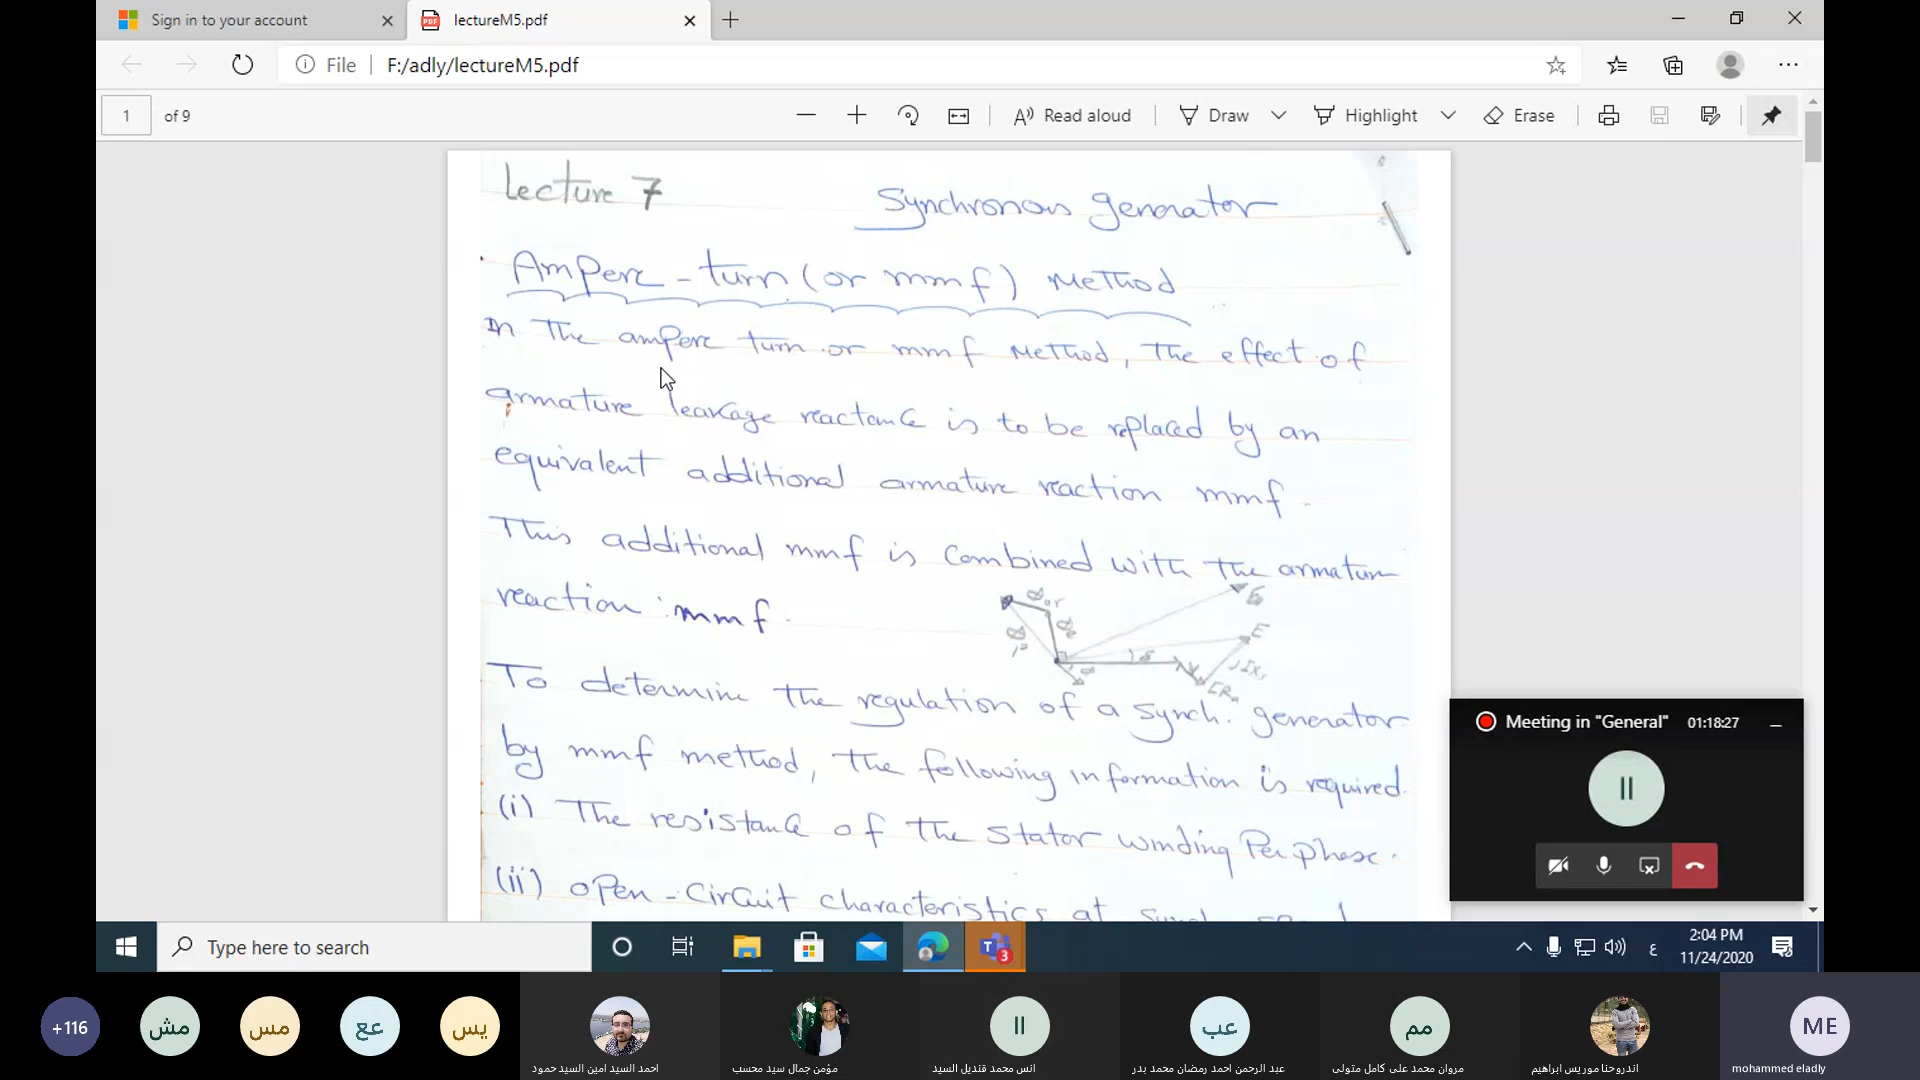 Sign in to your account
lectureM5.pdf
File
F:/adly/lectureM5.pdf
1 of 9
Read aloud
Draw
Highlight
Erase
Lecture 7
Synchronous generator
Ampere-turn (or mmf) Method
In The ampere turn or mmf Method, The effect of
armature leakage reactance is to be replaced by an
equivalent additional armature reaction mmf.
This additional mmf is combined with the armature
reaction mmf.
E
To determine the regulation of a synch. generator
by mmf method, The following information is required
(i) The resistance of The Stator winding Per phase.
(ii) open-circuit characteristics at
Meeting in "General"
01:18:27
II
Type here to search
3
ع
2:04 PM
11/24/2020
+116
مش
مس
عع
يس
II
عب
مم
ME
احمد السيد امين السيد حمود
مؤمن جمال سيد محسب
انس محمد قنديل السيد
عبد الرحمن احمد رمضان محمد بدر
مروان محمد على كامل متولى
اندروحنا موريس ابراهيم
mohammed eladly